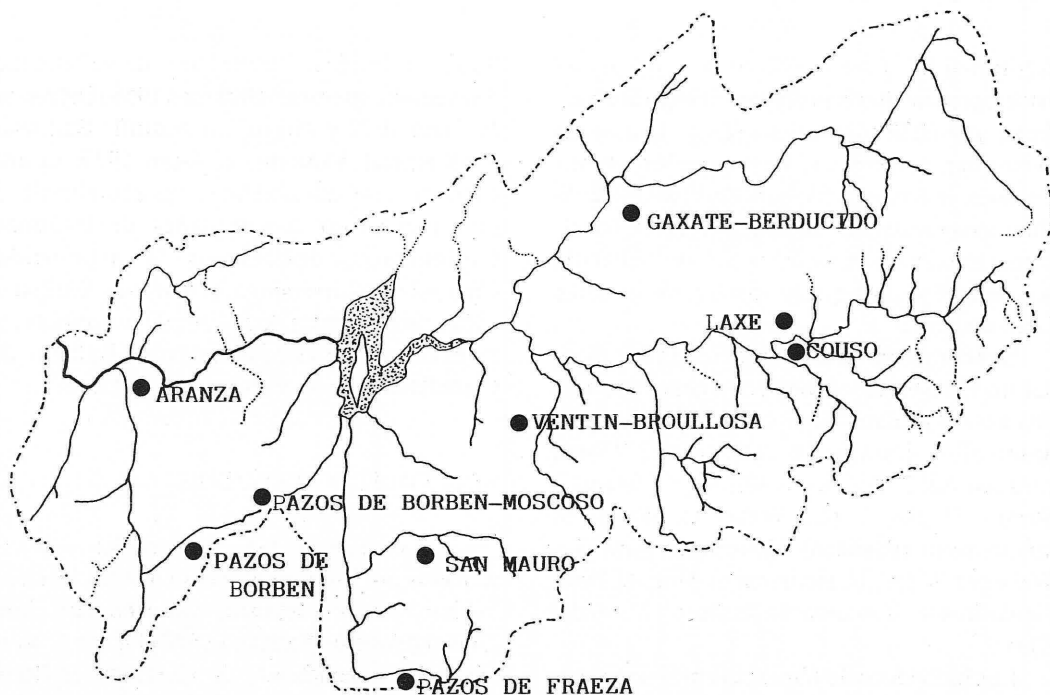 GAXATE-BERDUCIDO
LAXE
COUSO
ARANZA
VENTIN-BROULLOSA
PAZOS DE BORBEN-MOSCOSO
PAZOS DE
BORBEN
SAN MAURO
PAZOS DE FRAEZA